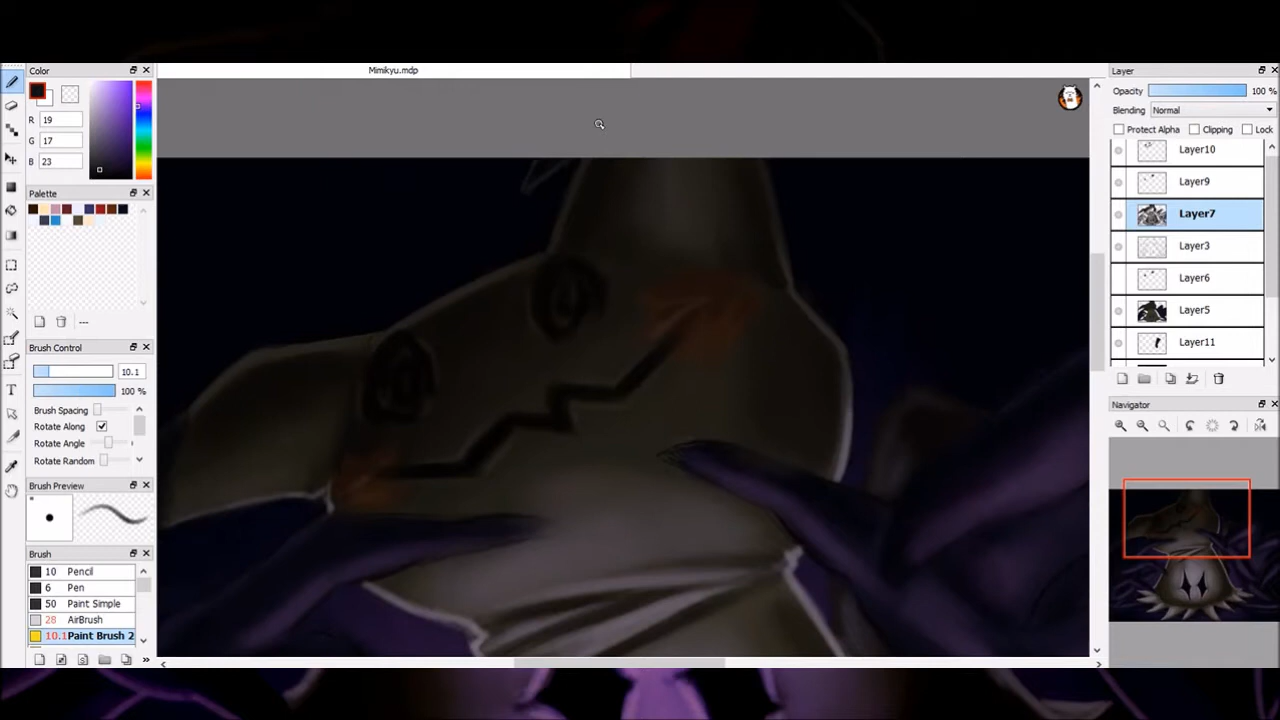 Color
Mimikyu.mdp
Layer
R 19
G 17
B 23
Opacity 100 %
Blending Normal
Protect Alpha Clipping Lock
Layer10
Layer9
Layer7
Layer3
Layer6
Layer5
Layer11
Palette
---
Brush Control
10.1
100 %
Brush Spacing
Rotate Along
Rotate Angle
Rotate Random
Navigator
Brush Preview
Brush
10 Pencil
6 Pen
50 Paint Simple
28 AirBrush
10.1 Paint Brush 2